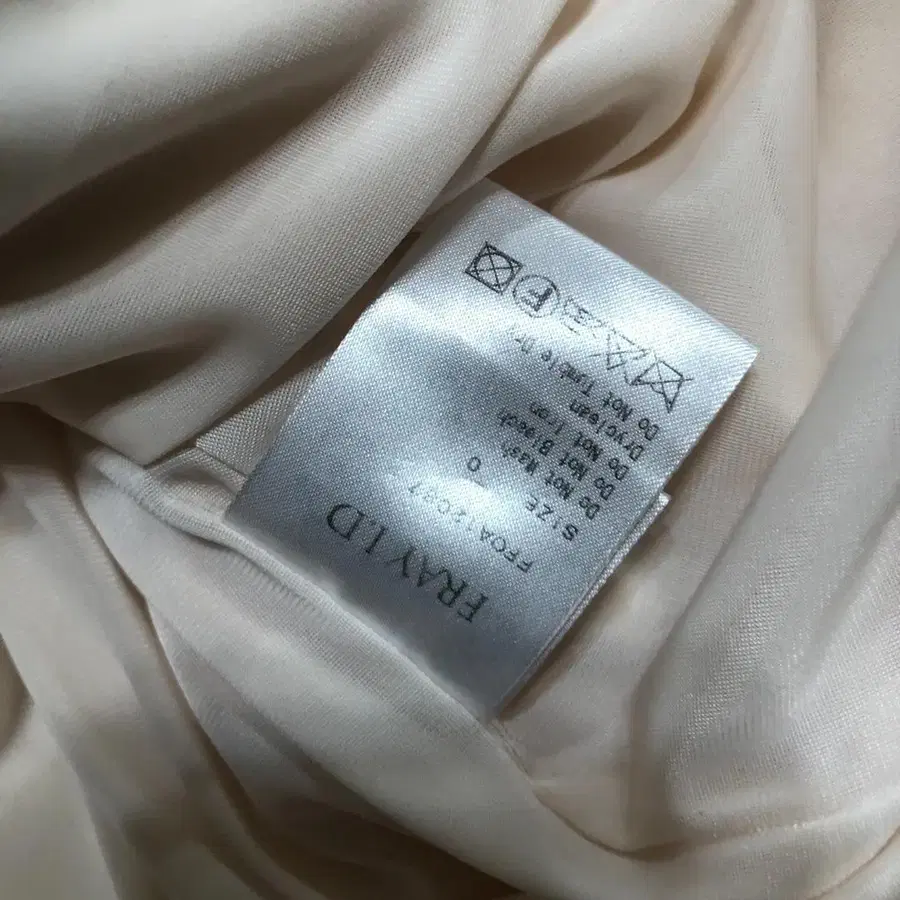 FRAY I.D
SIZE 0
Do Not Wash
Do Not Bleach
Do Not Iron
Dryclean
Do Not Tumble Dry
F